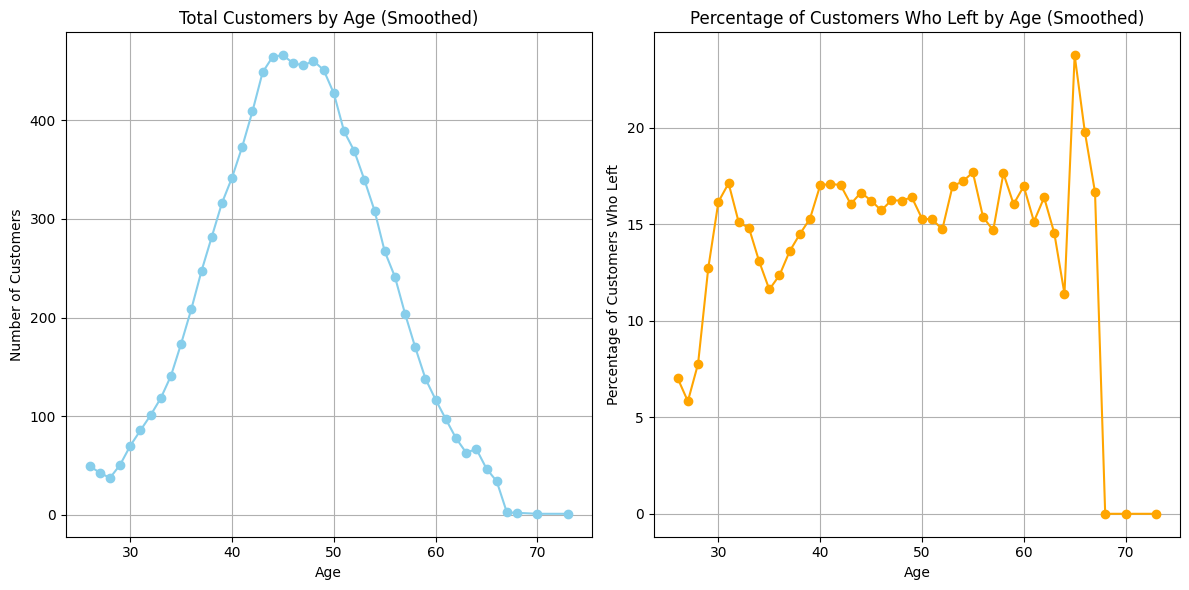 Total Customers by Age (Smoothed)
Number of Customers
400
300
200
100
0
30 40 50 60 70
Age
Percentage of Customers Who Left by Age (Smoothed)
Percentage of Customers Who Left
20
15
10
5
0
30 40 50 60 70
Age